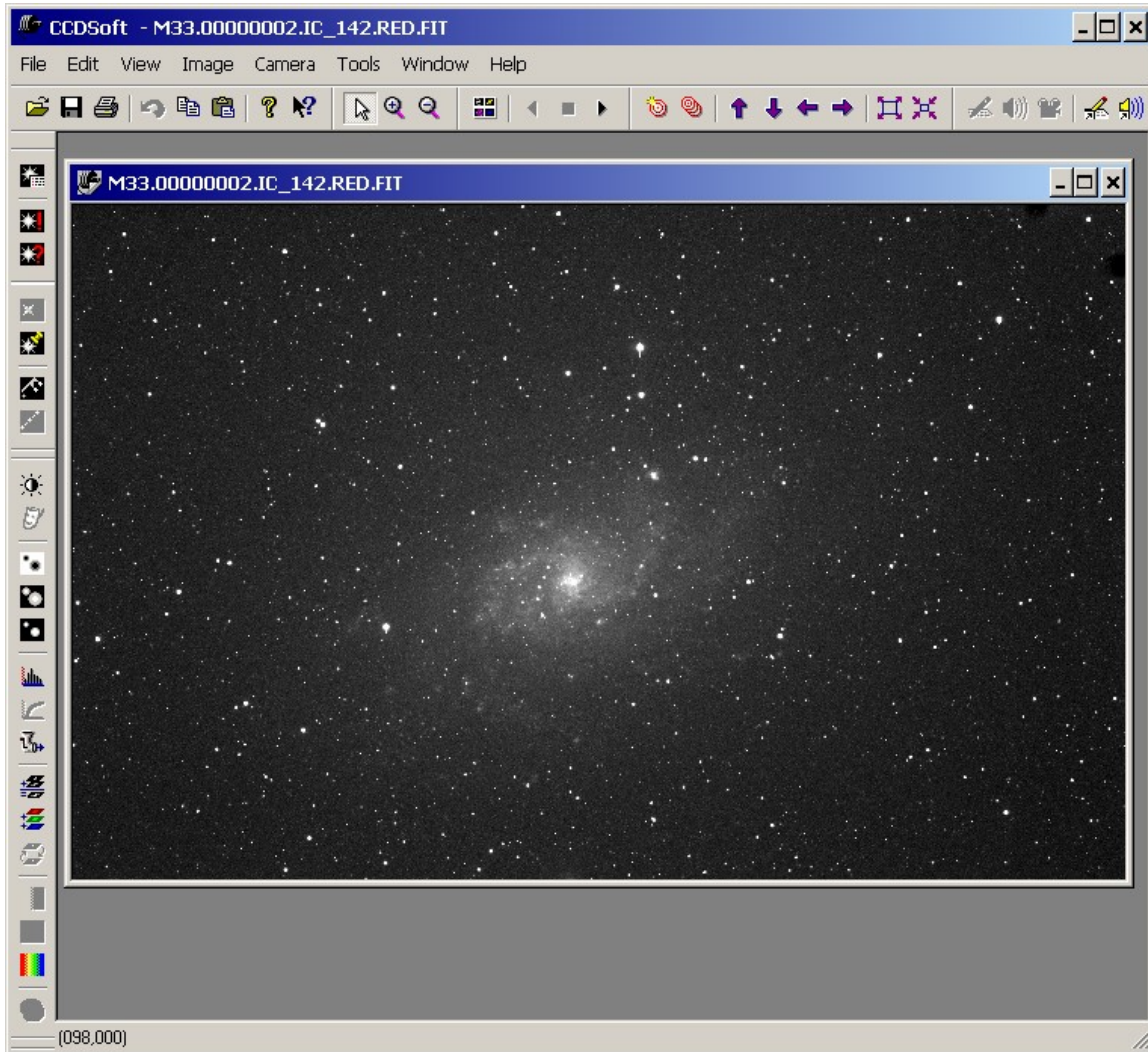 CCDSoft - M33.00000002.IC_142.RED.FIT
File Edit View Image Camera Tools Window Help
M33.00000002.IC_142.RED.FIT
(098,000)